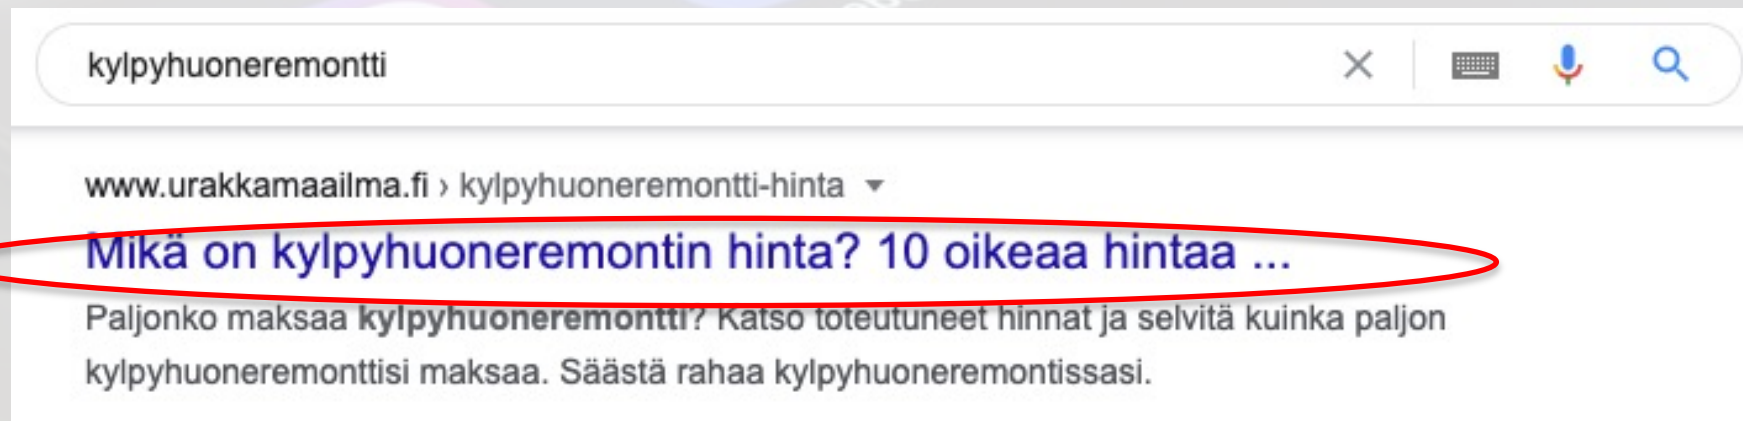 kylpyhuoneremontti
www.urakkamaailma.fi › kylpyhuoneremontti-hinta
Mikä on kylpyhuoneremontin hinta? 10 oikeaa hintaa ...
Paljonko maksaa kylpyhuoneremontti? Katso toteutuneet hinnat ja selvitä kuinka paljon
kylpyhuoneremonttisi maksaa. Säästä rahaa kylpyhuoneremontissasi.